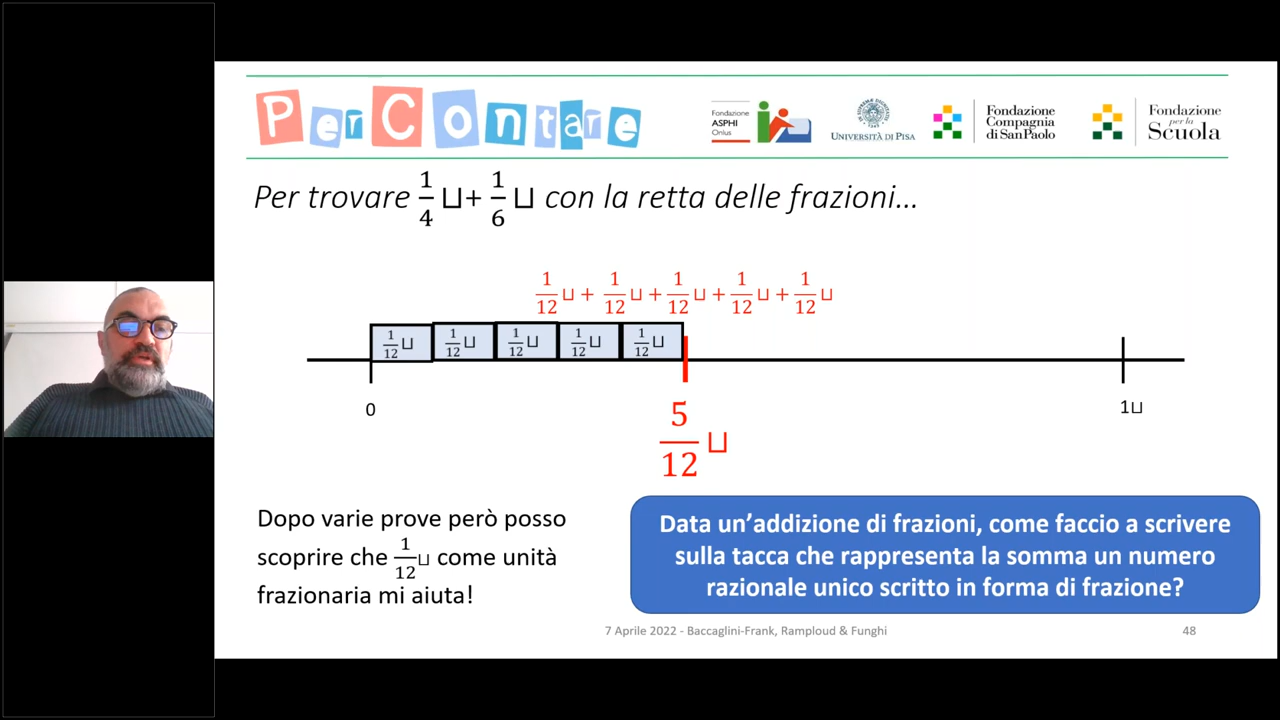 PerContare
Fondazione
ASPHI
Onlus
UNIVERSITÀ DI PISA
Fondazione
Compagnia
di San Paolo
Fondazione
per la
Scuola
Per trovare 1/4 ⊔+ 1/6 ⊔ con la retta delle frazioni...
1/12 ⊔ + 1/12 ⊔ + 1/12 ⊔ + 1/12 ⊔ + 1/12 ⊔
1/12 ⊔ 1/12 ⊔ 1/12 ⊔ 1/12 ⊔ 1/12 ⊔
0
1⊔
5/12 ⊔
Dopo varie prove però posso
scoprire che 1/12 ⊔ come unità
frazionaria mi aiuta!
Data un'addizione di frazioni, come faccio a scrivere
sulla tacca che rappresenta la somma un numero
razionale unico scritto in forma di frazione?
7 Aprile 2022 - Baccaglini-Frank, Ramploud & Funghi
48